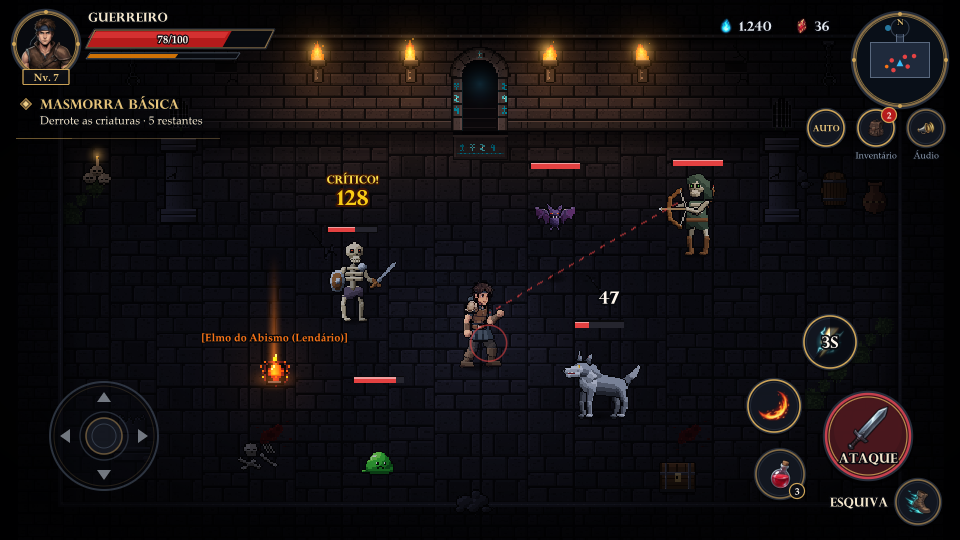 GUERREIRO
78/100
Nv. 7
1.240
36
N
MASMORRA BÁSICA
Derrote as criaturas · 5 restantes
AUTO
2
Inventário
Áudio
CRÍTICO!
128
47
[Elmo do Abismo (Lendário)]
3S
ATAQUE
3
ESQUIVA